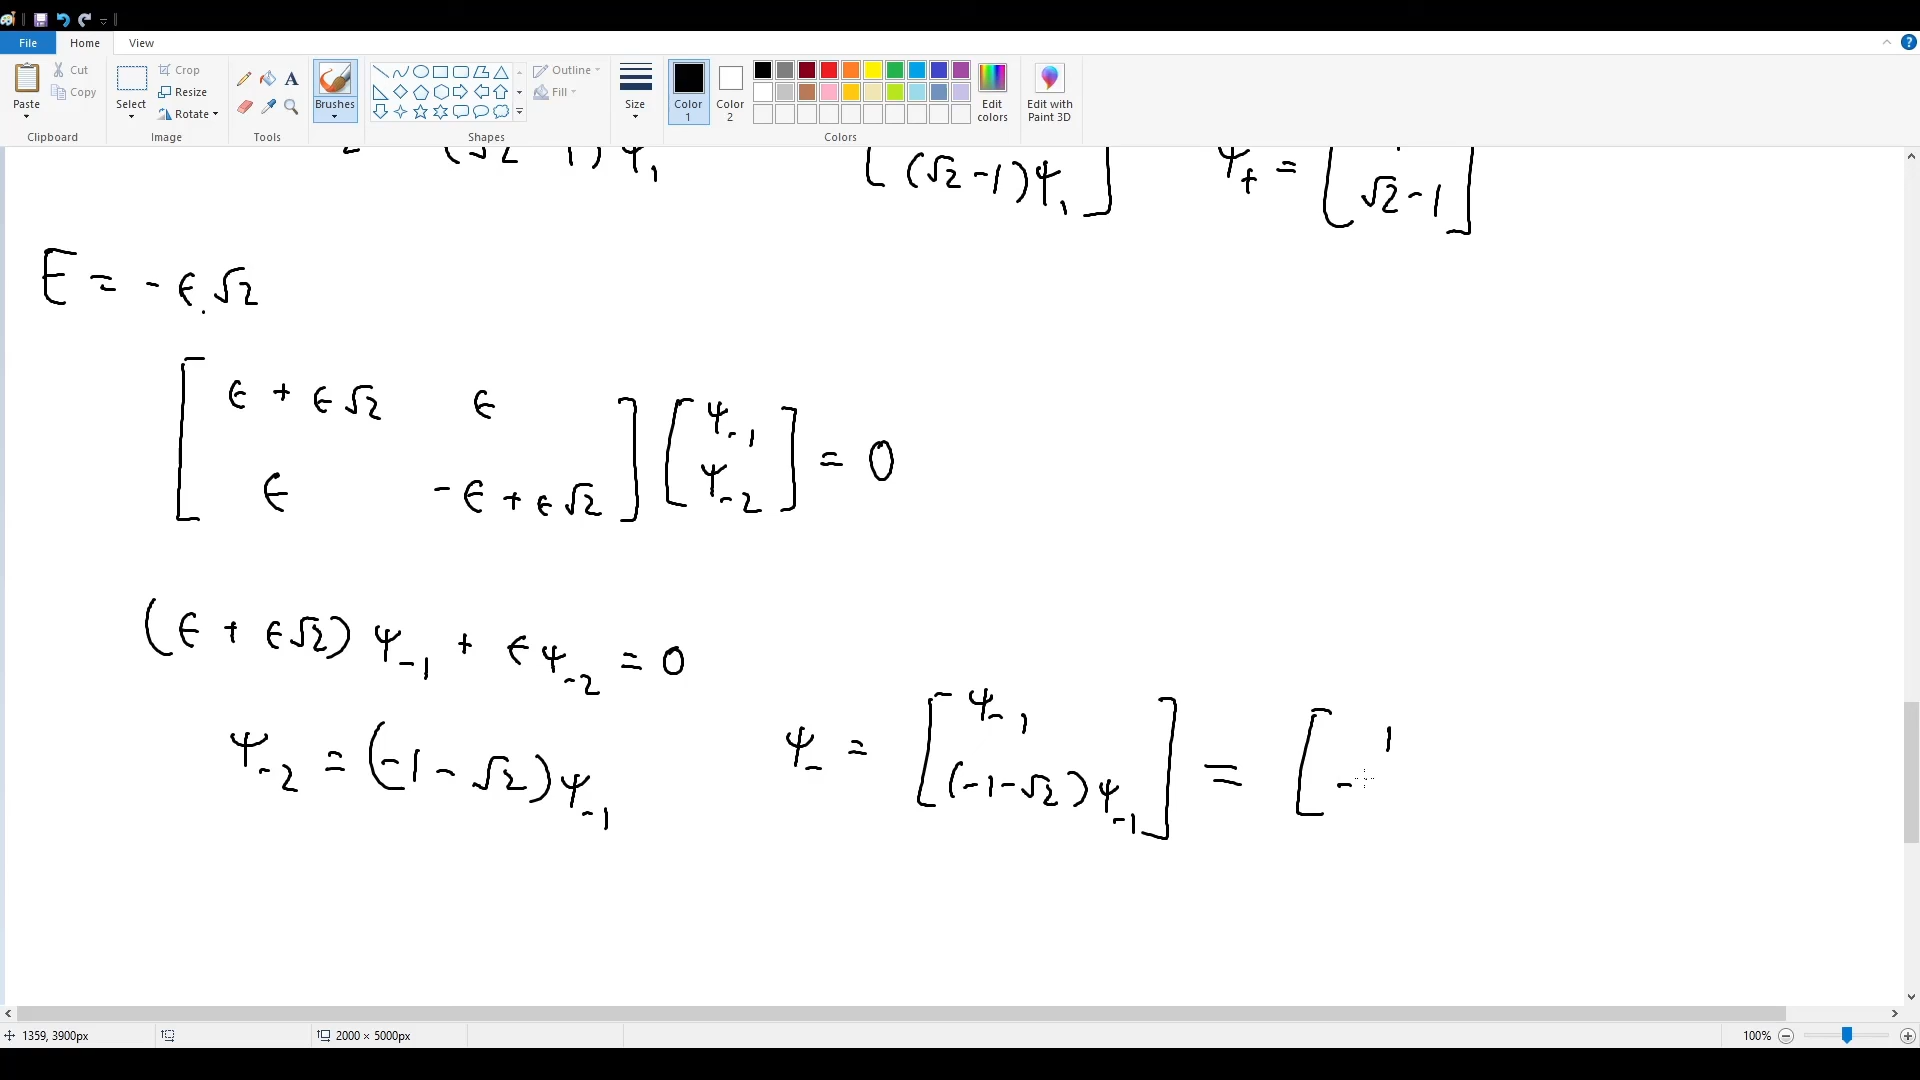 File Home View
Paste Cut Copy Clipboard
Select Crop Resize Rotate Image
A Tools
Brushes
Outline Fill Shapes
Size
Color 1 Color 2 Edit colors Colors
Edit with Paint 3D
(√2 - 1)ψ₁ (√2 - 1)ψ₁ ψ₊ = √2 - 1
E = - ϵ√2
[ ϵ + ϵ√2 ϵ
ϵ - ϵ + ϵ√2 ] [ ψ₋₁
ψ₋₂ ] = 0
(ϵ + ϵ√2) ψ₋₁ + ϵψ₋₂ = 0
ψ₋₂ = (-1 - √2)ψ₋₁ ψ₋ = [ ψ₋₁
(-1 - √2)ψ₋₁ ] = [ 1
-
1359, 3900px 2000 × 5000px 100%